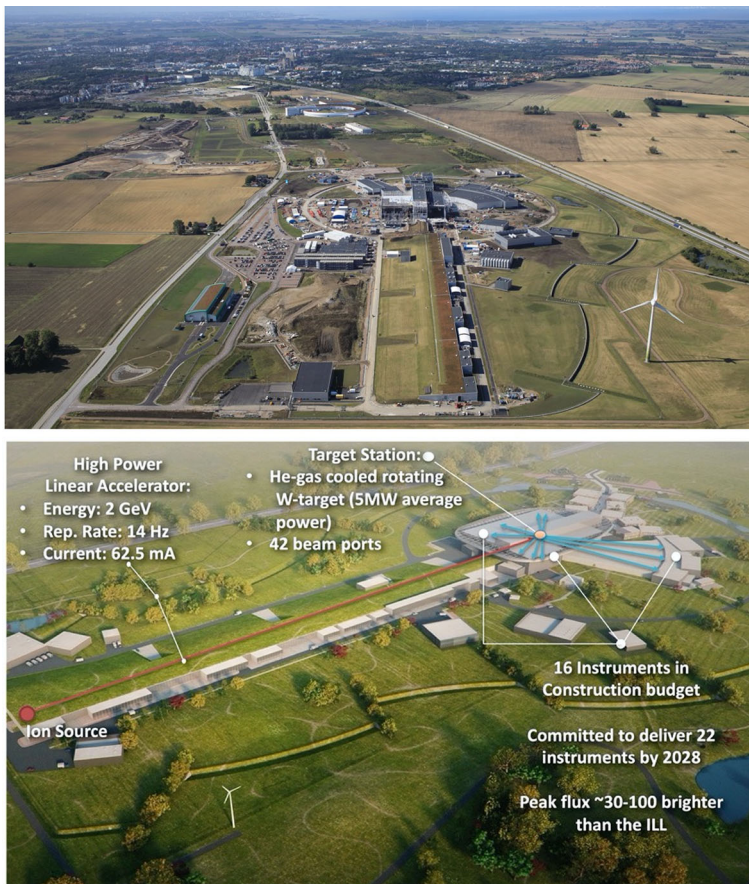 High Power
Linear Accelerator:
• Energy: 2 GeV
• Rep. Rate: 14 Hz
• Current: 62.5 mA
Target Station:
• He-gas cooled rotating
W-target (5MW average
power)
• 42 beam ports
Ion Source
16 Instruments in
Construction budget
Committed to deliver 22
instruments by 2028
Peak flux ~30-100 brighter
than the ILL